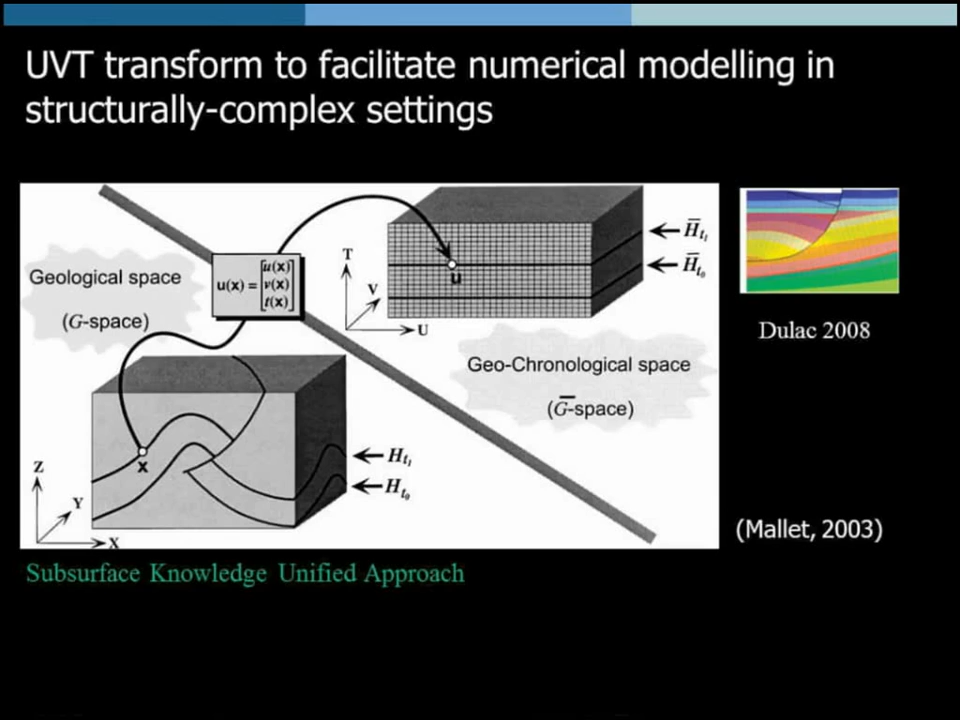 UVT transform to facilitate numerical modelling in
structurally-complex settings
Geological space
(G-space)
u(x) = [u(x) v(x) t(x)]
T
V
U
u
H̅t₁
H̅t₀
Geo-Chronological space
(G̅-space)
Z
Y
X
x
Ht₁
Ht₀
Dulac 2008
(Mallet, 2003)
Subsurface Knowledge Unified Approach